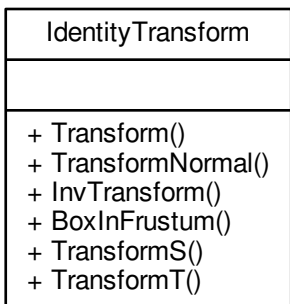 IdentityTransform
+ Transform()
+ TransformNormal()
+ InvTransform()
+ BoxInFrustum()
+ TransformS()
+ TransformT()